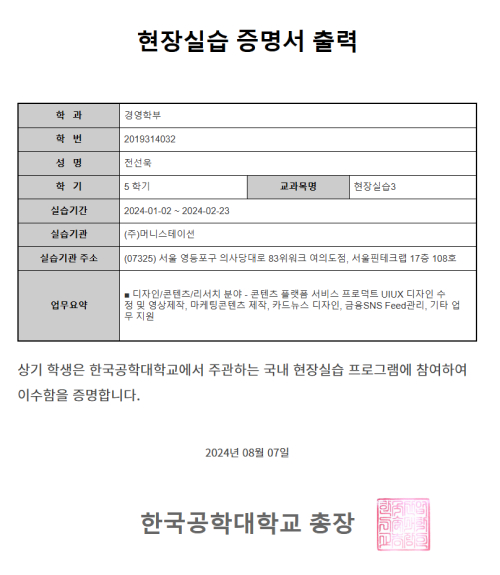 현장실습 증명서 출력
학 과 경영학부
학 번 2019314032
성 명 전선욱
학 기 5 학기 교과목명 현장실습3
실습기간 2024-01-02 ~ 2024-02-23
실습기관 (주)머니스테이션
실습기관 주소 (07325) 서울 영등포구 의사당대로 83위워크 여의도점, 서울핀테크랩 17층 108호
업무요약
■ 디자인/콘텐츠/리서치 분야 - 콘텐츠 플랫폼 서비스 프로덕트 UIUX 디자인 수
정 및 영상제작, 마케팅콘텐츠 제작, 카드뉴스 디자인, 금융SNS Feed관리, 기타 업
무 지원
상기 학생은 한국공학대학교에서 주관하는 국내 현장실습 프로그램에 참여하여
이수함을 증명합니다.
2024년 08월 07일
한국공학대학교 총장